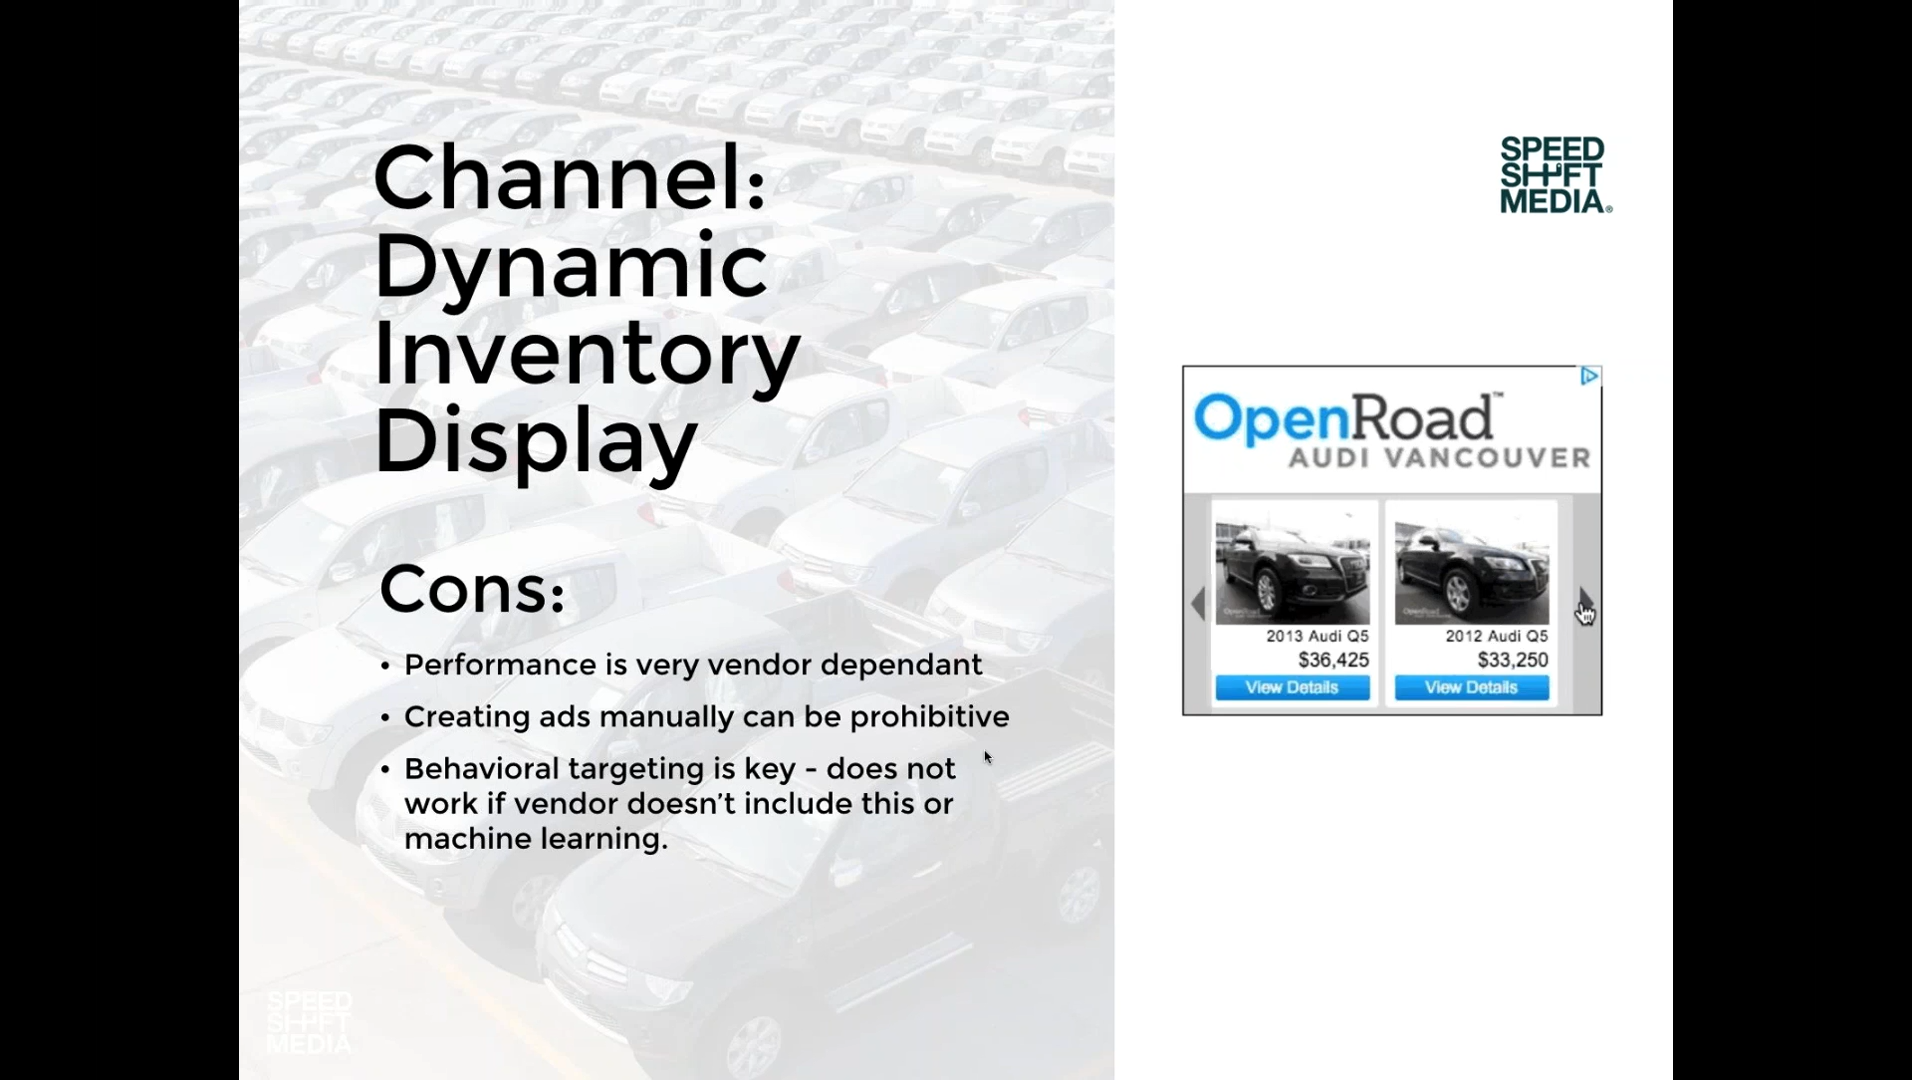 Channel:
Dynamic
Inventory
Display
Cons:
• Performance is very vendor dependant
• Creating ads manually can be prohibitive
• Behavioral targeting is key - does not
work if vendor doesn't include this or
machine learning.
SPEED
SHIFT
MEDIA
SPEED
SHIFT
MEDIA®
OpenRoad™
AUDI VANCOUVER
OpenRoad
OpenRoad
2013 Audi Q5
2012 Audi Q5
$36,425
$33,250
View Details
View Details